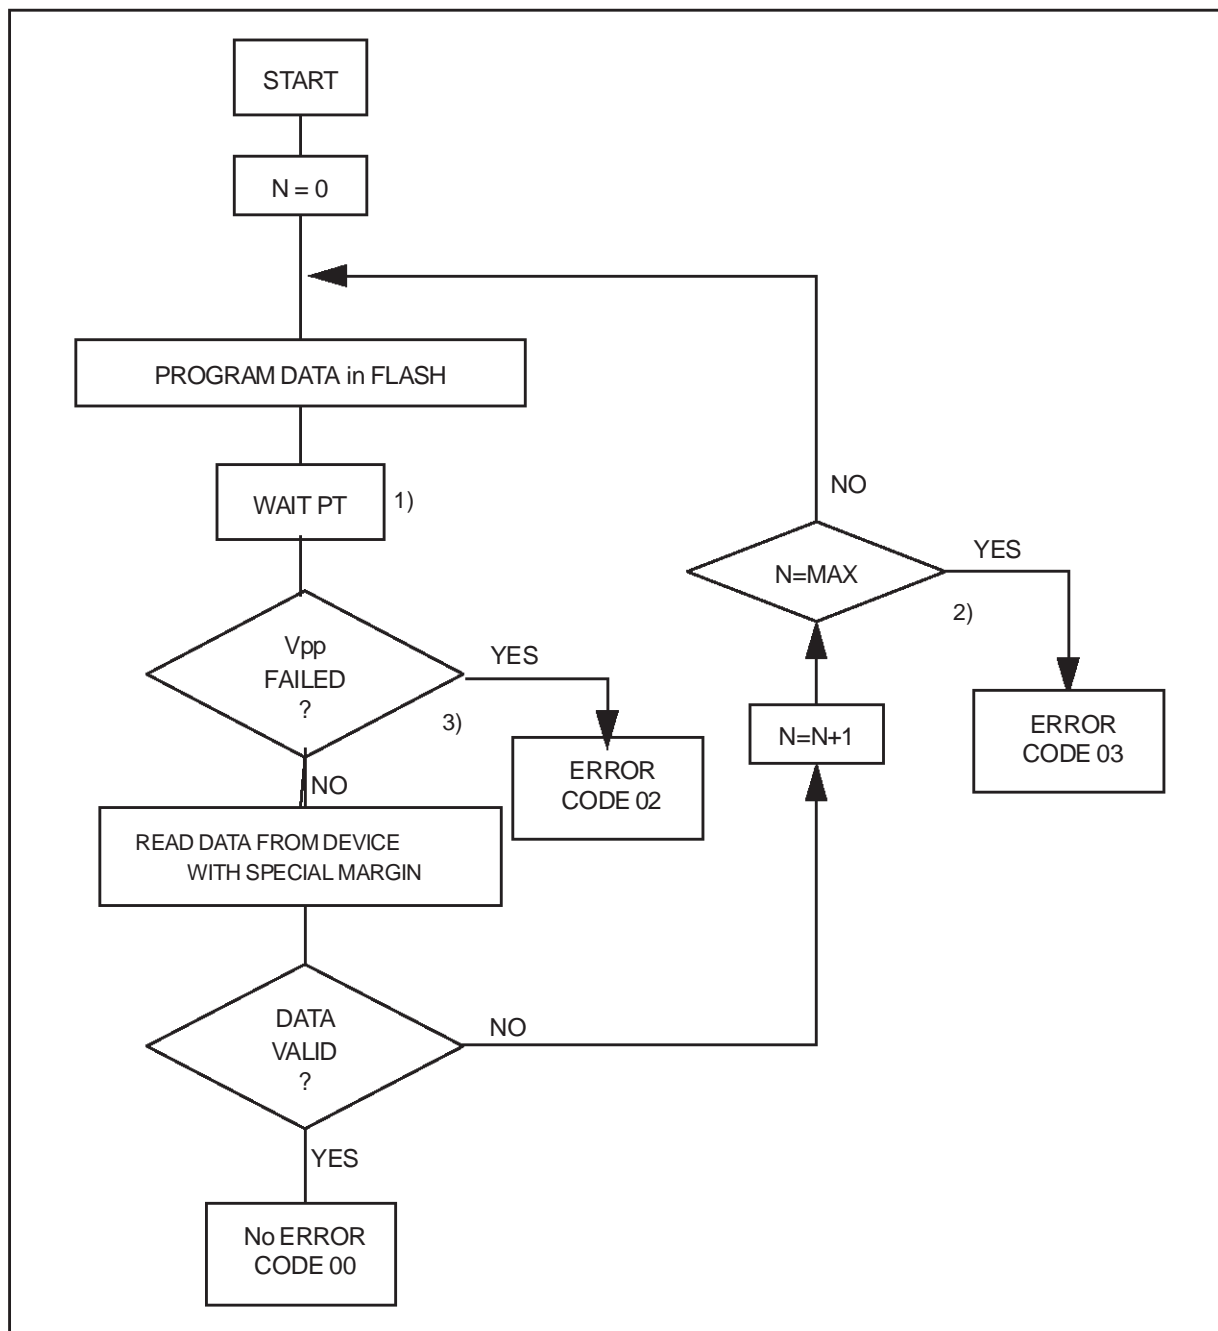 START
N = 0
PROGRAM DATA in FLASH
WAIT PT
1)
Vpp
FAILED
?
YES
3)
NO
ERROR
CODE 02
READ DATA FROM DEVICE
WITH SPECIAL MARGIN
DATA
VALID
?
NO
YES
No ERROR
CODE 00
N=N+1
N=MAX
NO
YES
2)
ERROR
CODE 03